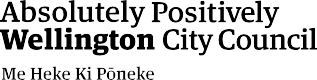 Absolutely Positively
Wellington City Council
Me Heke Ki Pōneke